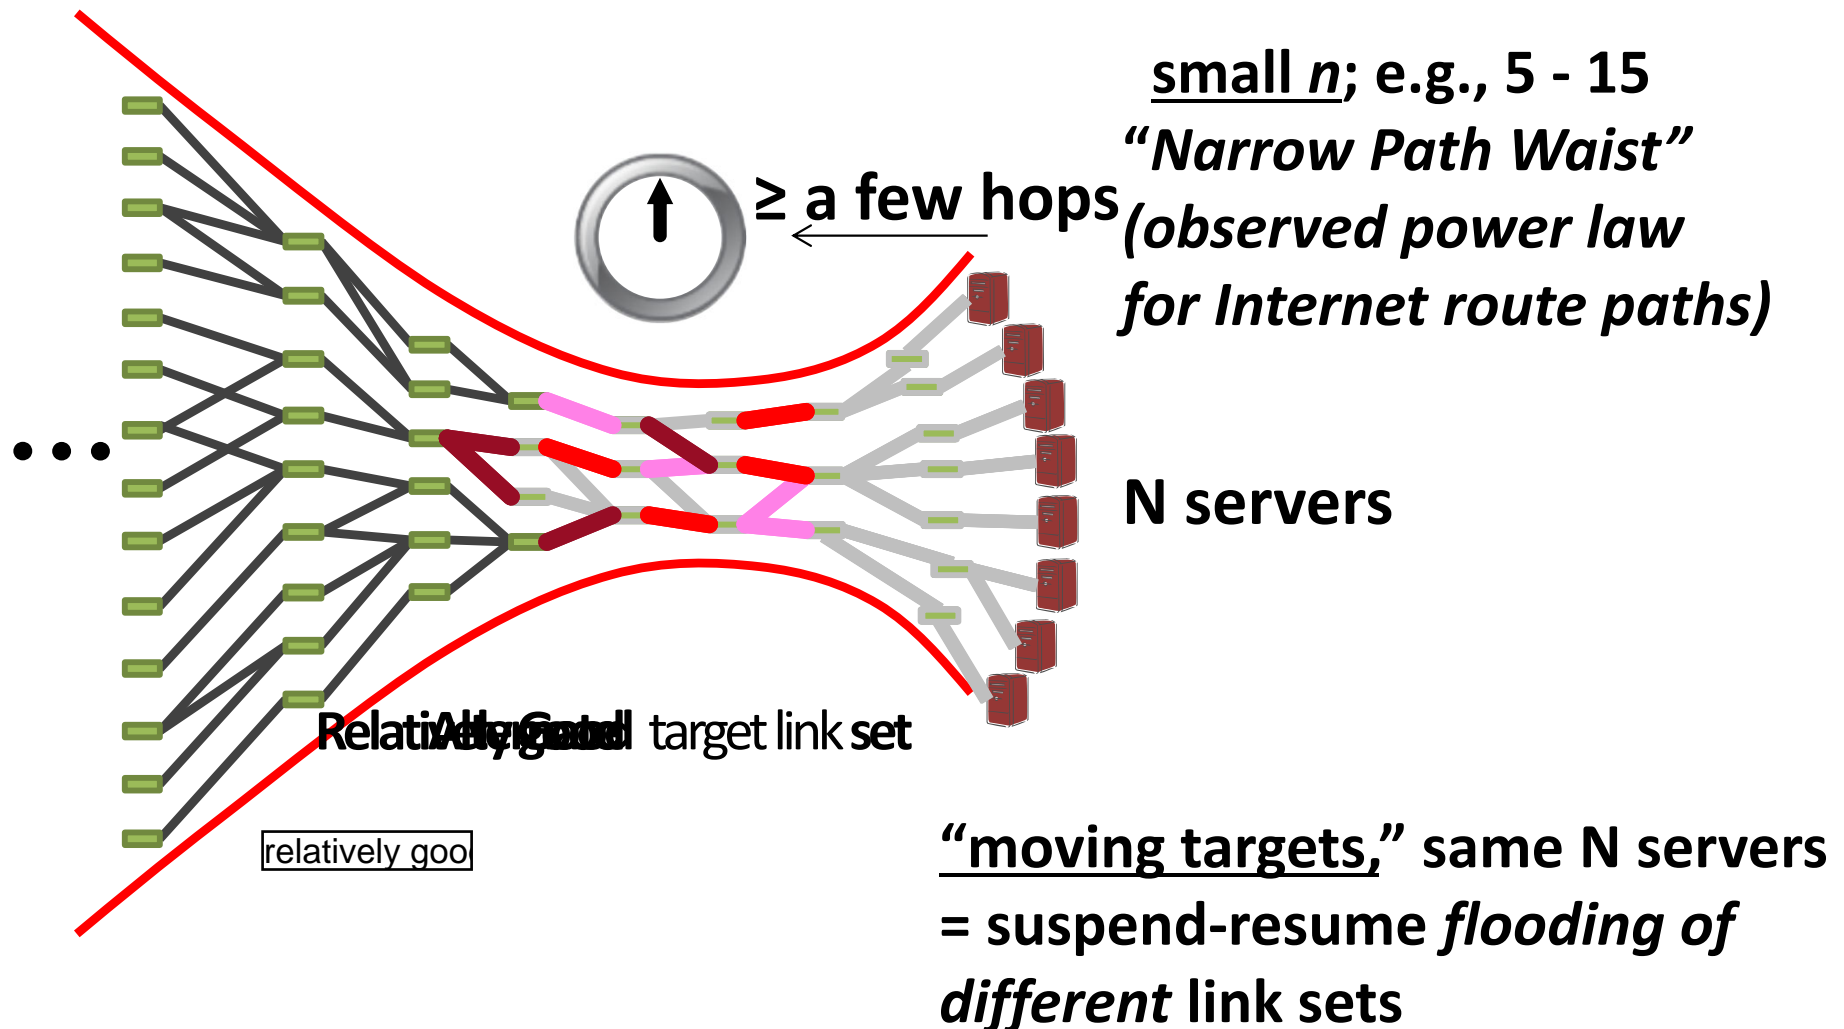 small n; e.g., 5 - 15
“Narrow Path Waist”
≥ a few hops
(observed power law
for Internet route paths)
• • •
N servers
target link set
relatively goo
“moving targets,” same N servers
= suspend-resume flooding of
different link sets